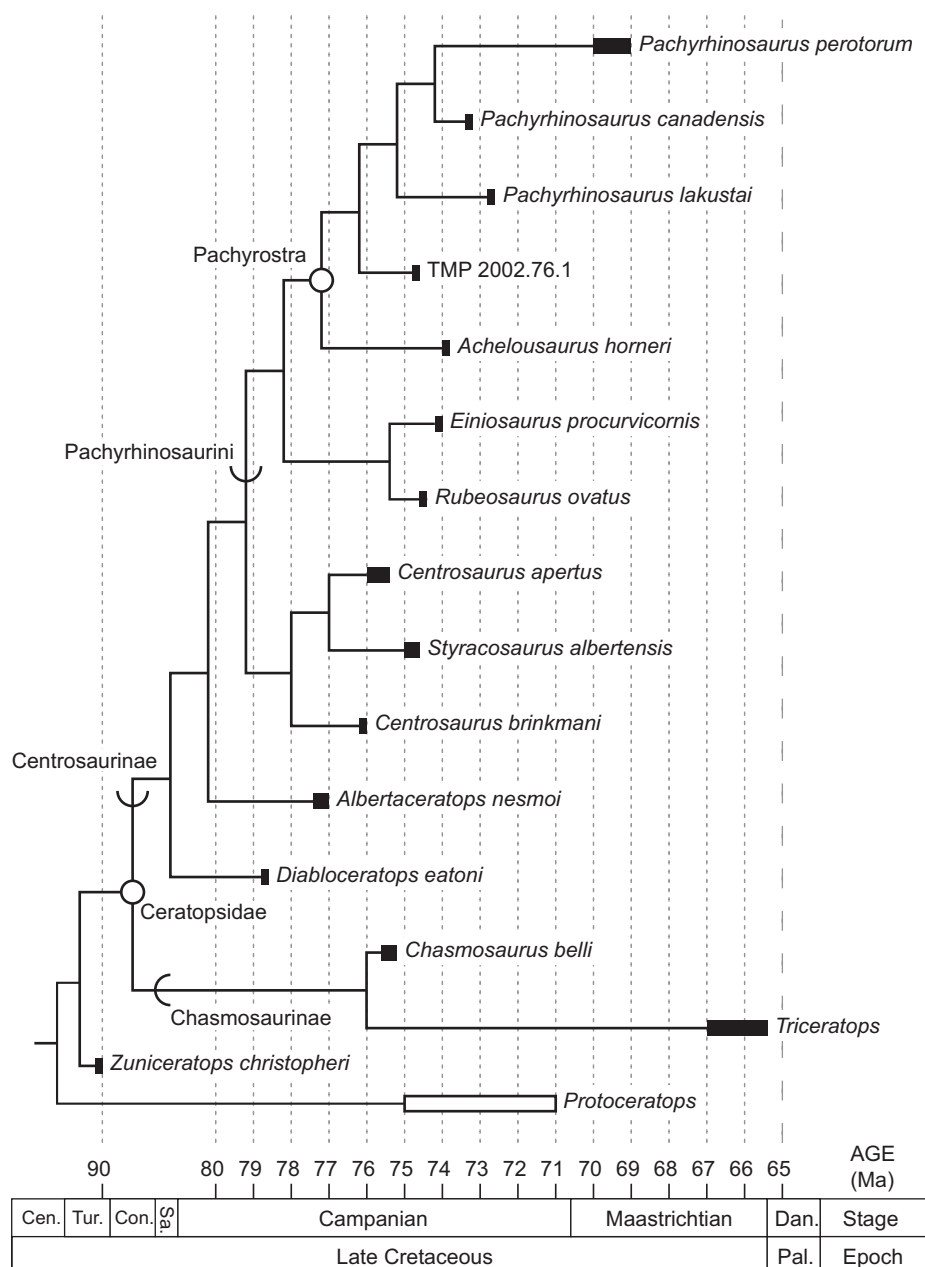 Pachyrhinosaurus perotorum
Pachyrhinosaurus canadensis
Pachyrhinosaurus lakustai
Pachyrostra
TMP 2002.76.1
Achelousaurus horneri
Einiosaurus procurvicornis
Pachyrhinosaurini
Rubeosaurus ovatus
Centrosaurus apertus
Styracosaurus albertensis
Centrosaurus brinkmani
Centrosaurinae
Albertaceratops nesmoi
Diabloceratops eatoni
Ceratopsidae
Chasmosaurus belli
Chasmosaurinae
Triceratops
Zuniceratops christopheri
Protoceratops
90 80 79 78 77 76 75 74 73 72 71 70 69 68 67 66 65 AGE
(Ma)
Cen. Tur. Con. Sa. Campanian Maastrichtian Dan. Stage
Late Cretaceous Pal. Epoch